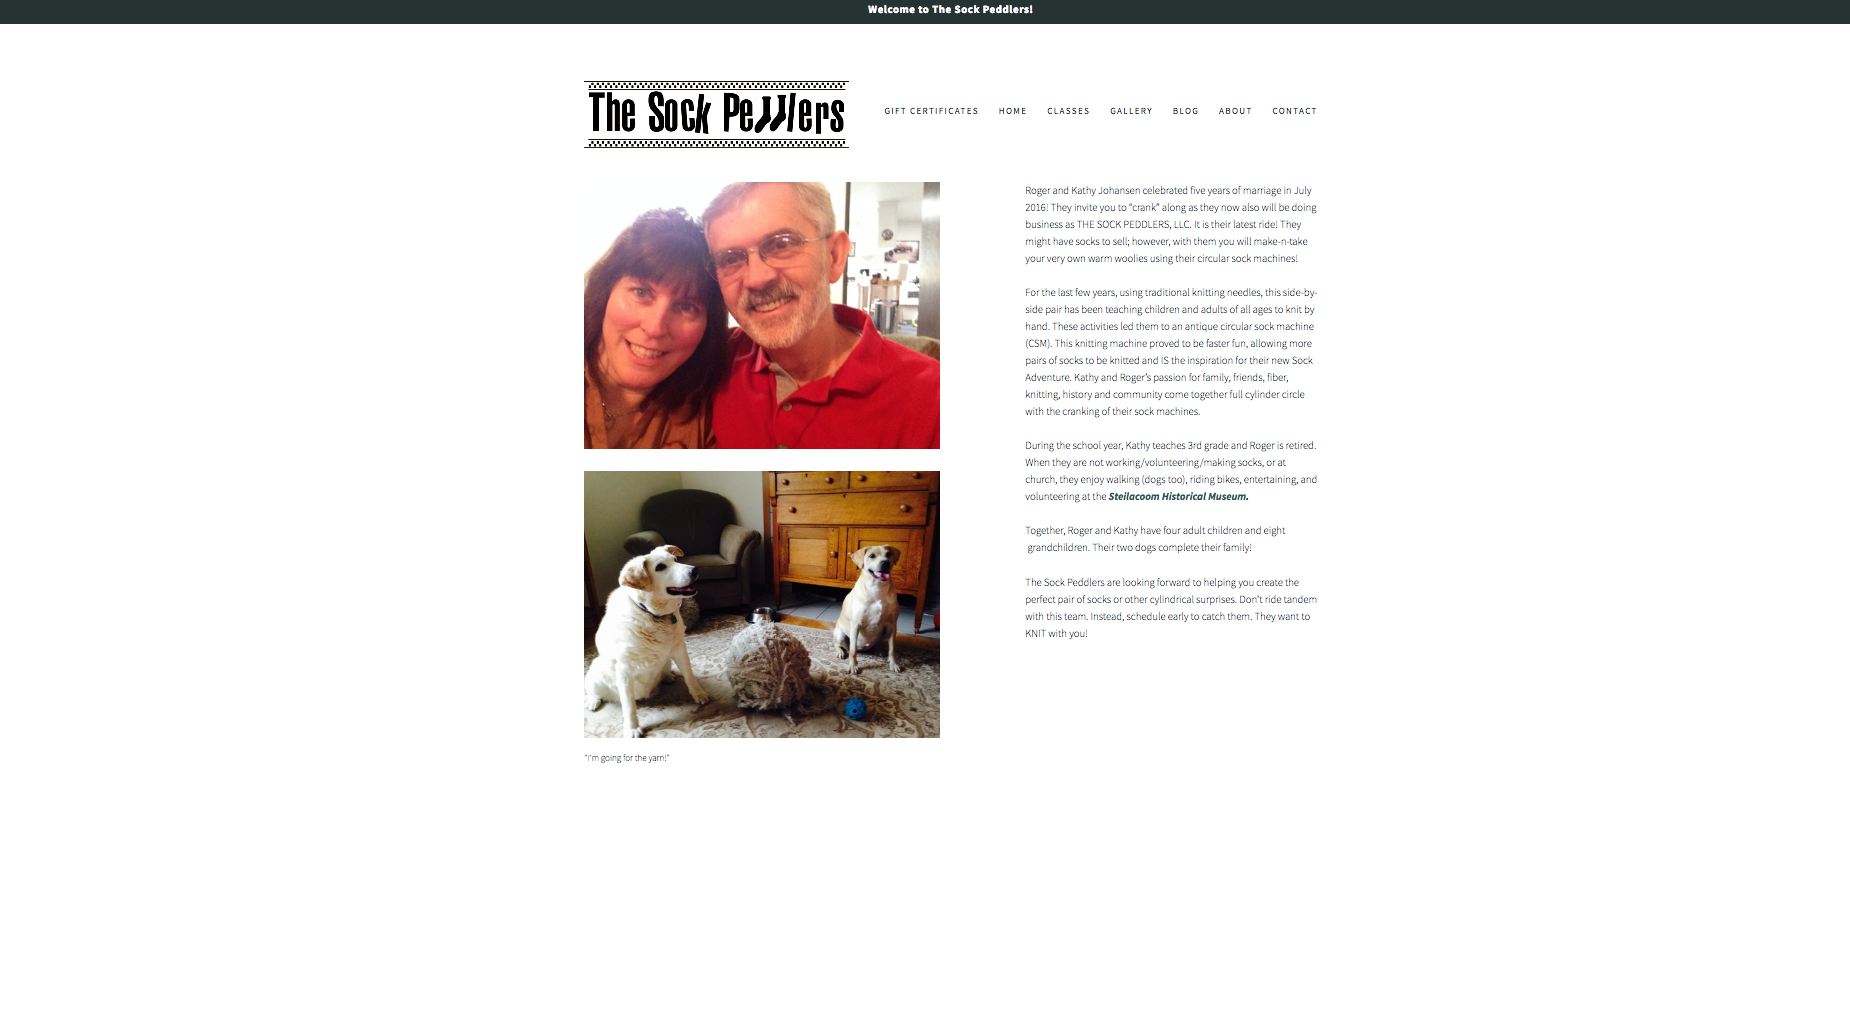 Welcome to The Sock Peddlers!
The Sock Peddlers
GIFT CERTIFICATES HOME CLASSES GALLERY BLOG ABOUT CONTACT
Roger and Kathy Johansen celebrated five years of marriage in July
2016! They invite you to “crank” along as they now also will be doing
business as THE SOCK PEDDLERS, LLC. It is their latest ride! They
might have socks to sell; however, with them you will make-n-take
your very own warm woolies using their circular sock machines!
For the last few years, using traditional knitting needles, this side-by-
side pair has been teaching children and adults of all ages to knit by
hand. These activities led them to an antique circular sock machine
(CSM). This knitting machine proved to be faster fun, allowing more
pairs of socks to be knitted and IS the inspiration for their new Sock
Adventure. Kathy and Roger’s passion for family, friends, fiber,
knitting, history and community come together full cylinder circle
with the cranking of their sock machines.
During the school year, Kathy teaches 3rd grade and Roger is retired.
When they are not working/volunteering/making socks, or at
church, they enjoy walking (dogs too), riding bikes, entertaining, and
volunteering at the Steilacoom Historical Museum.
Together, Roger and Kathy have four adult children and eight
grandchildren. Their two dogs complete their family!
The Sock Peddlers are looking forward to helping you create the
perfect pair of socks or other cylindrical surprises. Don’t ride tandem
with this team. Instead, schedule early to catch them. They want to
KNIT with you!
"I'm going for the yarn!"